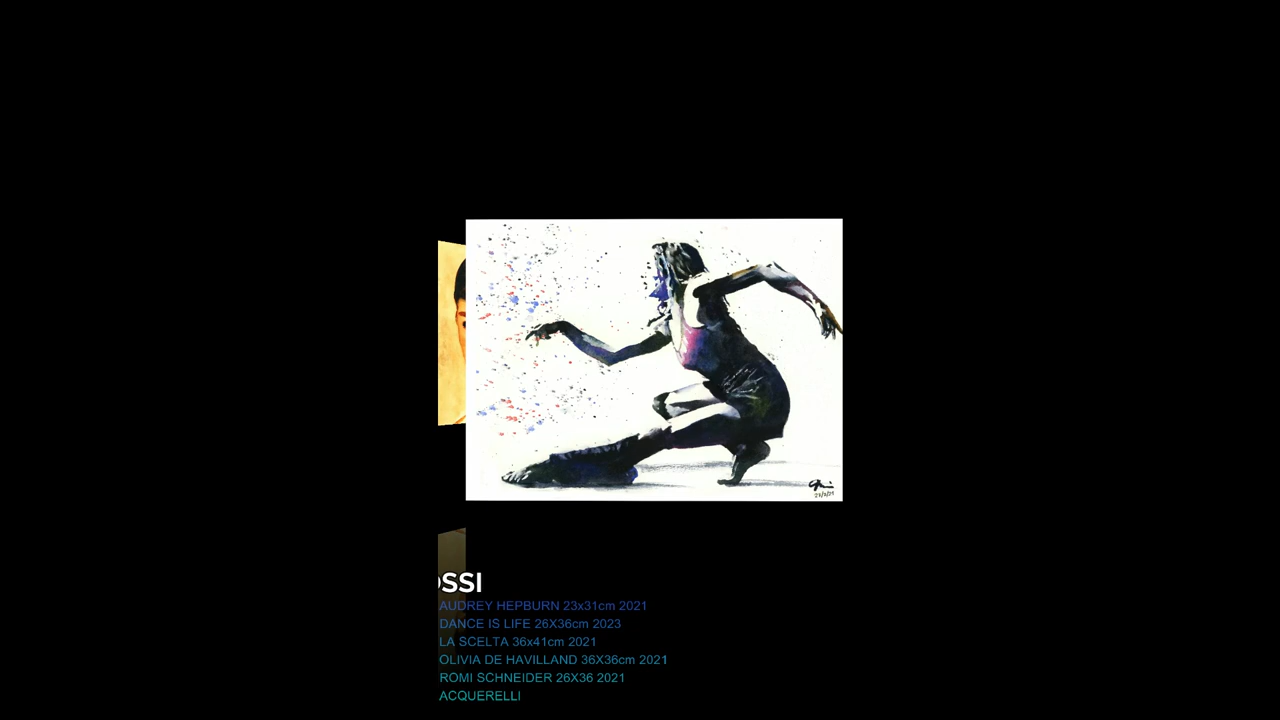 OSSI
AUDREY HEPBURN 23x31cm 2021
DANCE IS LIFE 26X36cm 2023
LA SCELTA 36x41cm 2021
OLIVIA DE HAVILLAND 36X36cm 2021
ROMI SCHNEIDER 26X36 2021
ACQUERELLI